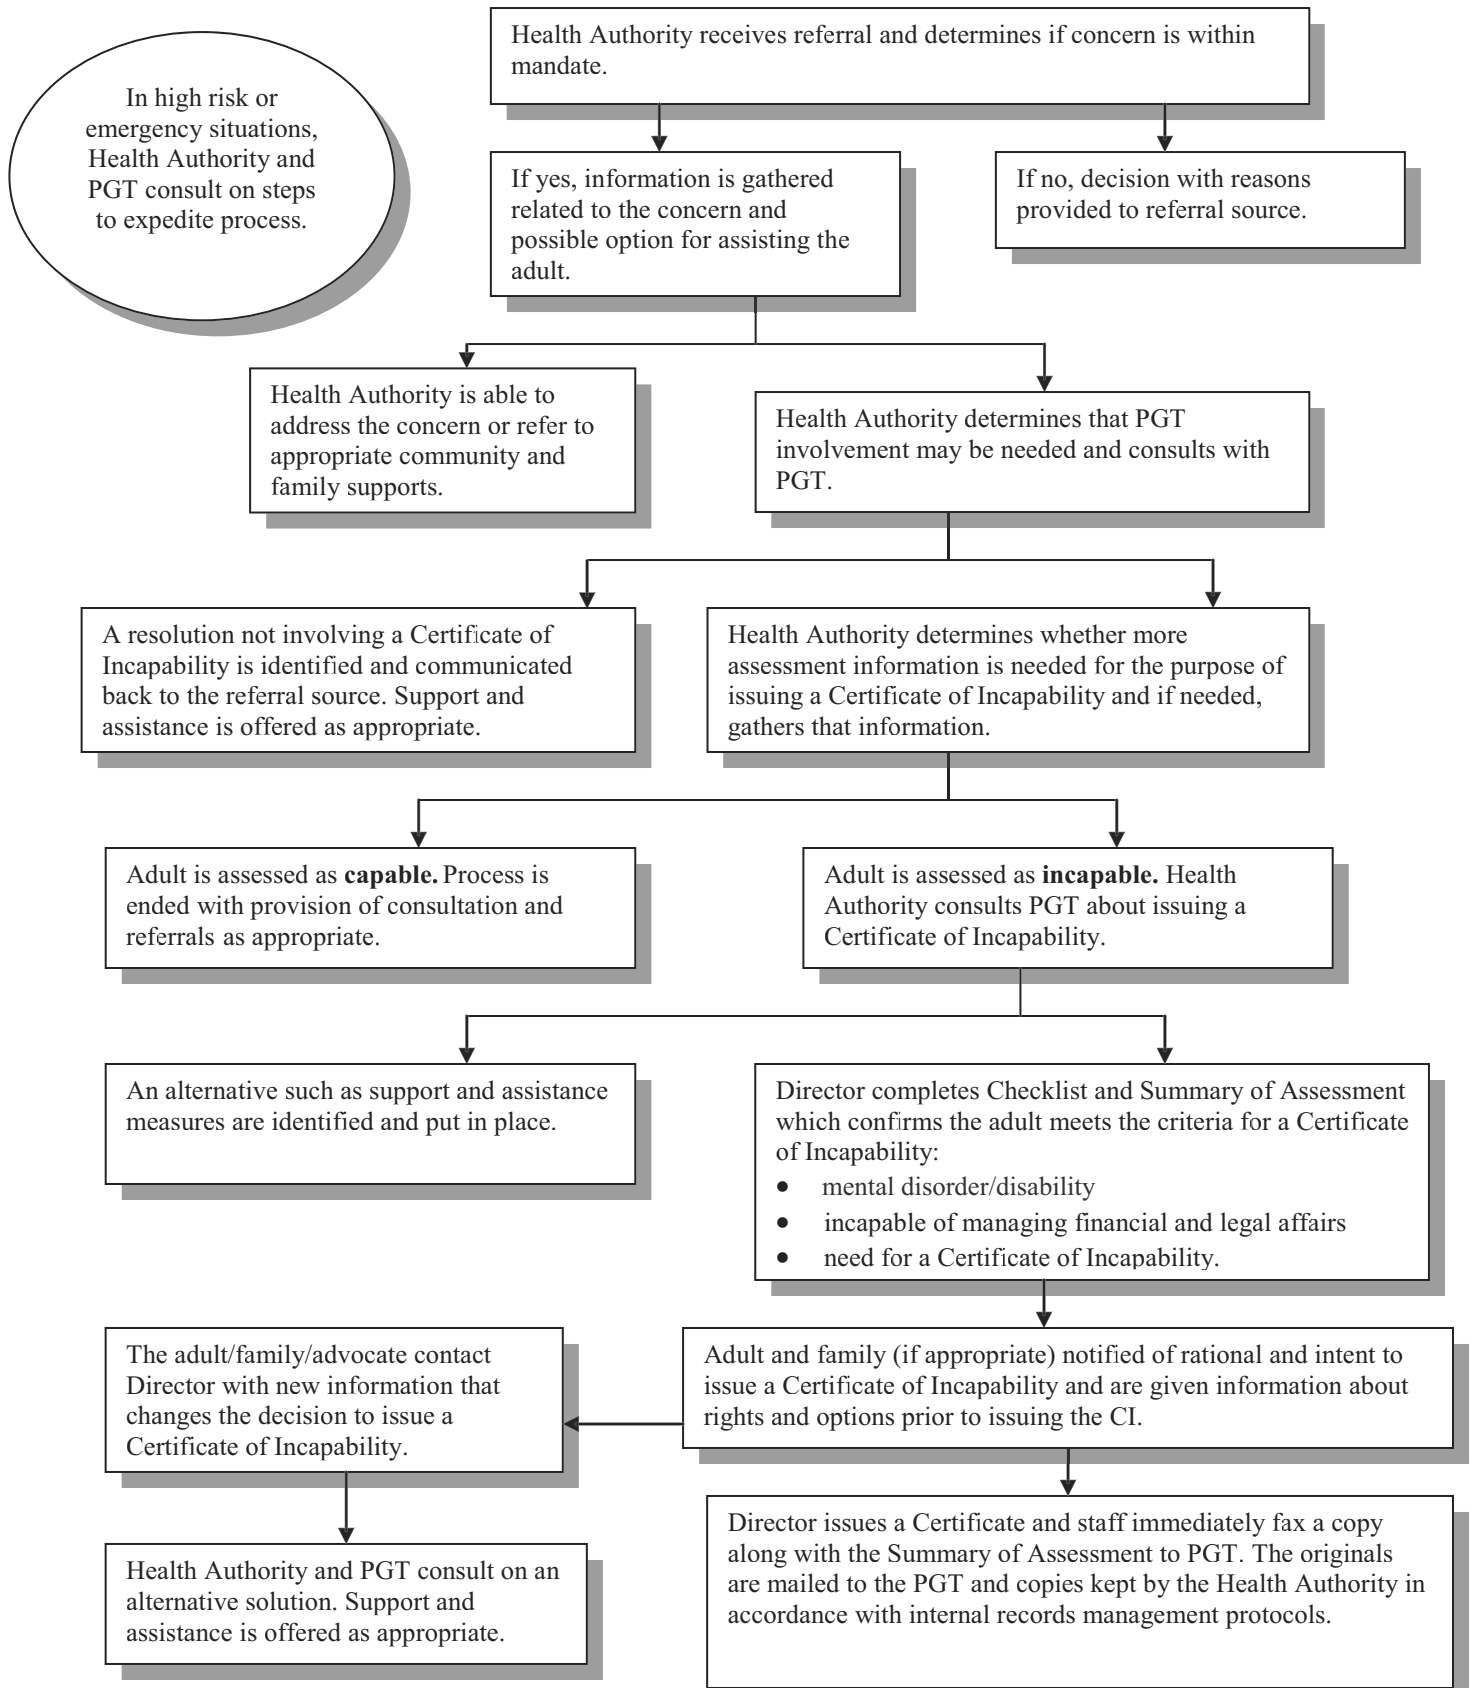 Health Authority receives referral and determines if concern is within
mandate.
In high risk or
emergency situations,
Health Authority and
PGT consult on steps
to expedite process.
If yes, information is gathered
related to the concern and
possible option for assisting the
adult.
If no, decision with reasons
provided to referral source.
Health Authority is able to
address the concern or refer to
appropriate community and
family supports.
Health Authority determines that PGT
involvement may be needed and consults with
PGT.
A resolution not involving a Certificate of
Incapability is identified and communicated
back to the referral source. Support and
assistance is offered as appropriate.
Health Authority determines whether more
assessment information is needed for the purpose of
issuing a Certificate of Incapability and if needed,
gathers that information.
Adult is assessed as capable. Process is
ended with provision of consultation and
referrals as appropriate.
Adult is assessed as incapable. Health
Authority consults PGT about issuing a
Certificate of Incapability.
An alternative such as support and assistance
measures are identified and put in place.
Director completes Checklist and Summary of Assessment
which confirms the adult meets the criteria for a Certificate
of Incapability:
• mental disorder/disability
• incapable of managing financial and legal affairs
• need for a Certificate of Incapability.
The adult/family/advocate contact
Director with new information that
changes the decision to issue a
Certificate of Incapability.
Adult and family (if appropriate) notified of rational and intent to
issue a Certificate of Incapability and are given information about
rights and options prior to issuing the CI.
Health Authority and PGT consult on an
alternative solution. Support and
assistance is offered as appropriate.
Director issues a Certificate and staff immediately fax a copy
along with the Summary of Assessment to PGT. The originals
are mailed to the PGT and copies kept by the Health Authority in
accordance with internal records management protocols.